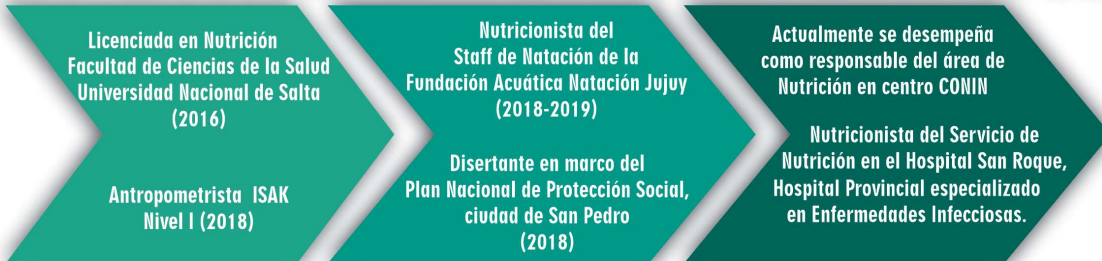 Licenciada en Nutrición
Facultad de Ciencias de la Salud
Universidad Nacional de Salta
(2016)
Antropometrista ISAK
Nivel I (2018)
Nutricionista del
Staff de Natación de la
Fundación Acuática Natación Jujuy
(2018-2019)
Disertante en marco del
Plan Nacional de Protección Social,
ciudad de San Pedro
(2018)
Actualmente se desempeña
como responsable del área de
Nutrición en centro CONIN
Nutricionista del Servicio de
Nutrición en el Hospital San Roque,
Hospital Provincial especializado
en Enfermedades Infecciosas.